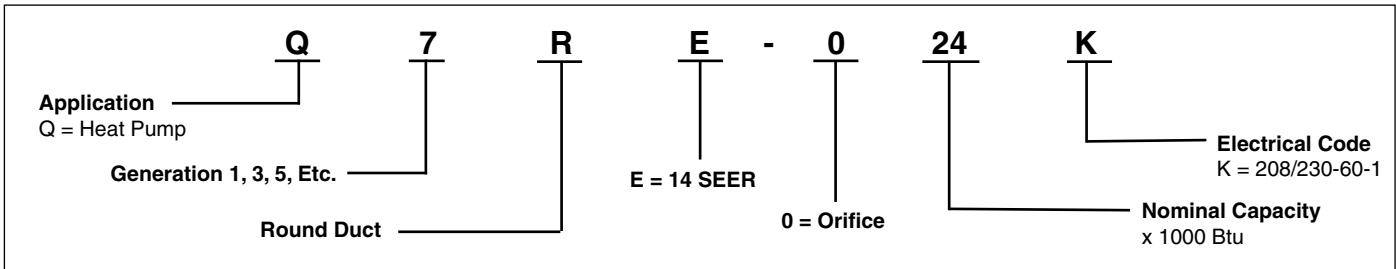 Q 7 R E - 0 24 K
Application
Q = Heat Pump
Generation 1, 3, 5, Etc.
Round Duct
E = 14 SEER
0 = Orifice
Electrical Code
K = 208/230-60-1
Nominal Capacity
x 1000 Btu